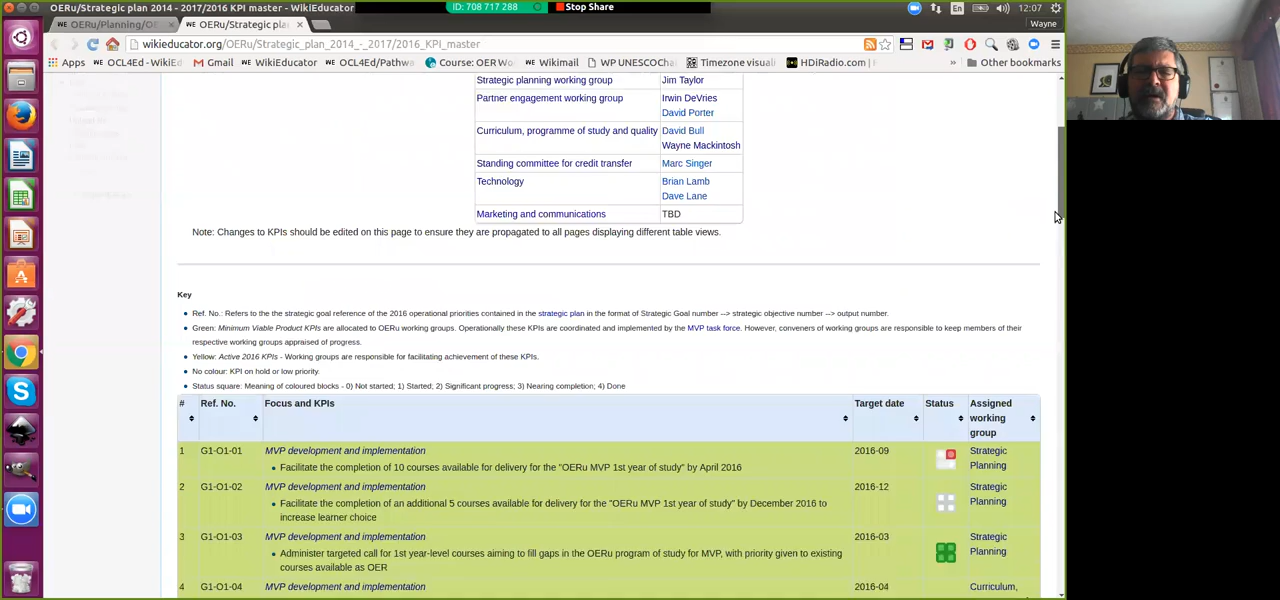 OERu/Strategic plan 2014 - 2017/2016 KPI master - WikiEducator
ID: 708 717 288
Stop Share
En
12:07
WE OERu/Planning/OE
WE OERu/Strategic pla
Wayne
wikieducator.org/OERu/Strategic_plan_2014_-_2017/2016_KPI_master
Apps
WE OCL4Ed - WikiEd
Gmail
WE WikiEducator
WE OCL4Ed/Pathwa
Course: OER Wo
WE Wikimail
WP UNESCOChai
Timezone visuali
HDiRadio.com |
»
Other bookmarks
Strategic planning working group Jim Taylor
Partner engagement working group Irwin DeVries
David Porter
Curriculum, programme of study and quality David Bull
Wayne Mackintosh
Standing committee for credit transfer Marc Singer
Technology Brian Lamb
Dave Lane
Marketing and communications TBD
Note: Changes to KPIs should be edited on this page to ensure they are propagated to all pages displaying different table views.
Key
Ref. No.: Refers to the the strategic goal reference of the 2016 operational priorities contained in the strategic plan in the format of Strategic Goal number --> strategic objective number --> output number.
Green: Minimum Viable Product KPIs are allocated to OERu working groups. Operationally these KPIs are coordinated and implemented by the MVP task force. However, conveners of working groups are responsible to keep members of their
respective working groups appraised of progress.
Yellow: Active 2016 KPIs - Working groups are responsible for facilitating achievement of these KPIs.
No colour: KPI on hold or low priority.
Status square: Meaning of coloured blocks - 0) Not started; 1) Started; 2) Significant progress; 3) Nearing completion; 4) Done
# Ref. No. Focus and KPIs Target date Status Assigned
working
group
1 G1-O1-01 MVP development and implementation 2016-09 Strategic
Facilitate the completion of 10 courses available for delivery for the "OERu MVP 1st year of study" by April 2016 Planning
2 G1-O1-02 MVP development and implementation 2016-12 Strategic
Facilitate the completion of an additional 5 courses available for delivery for the "OERu MVP 1st year of study" by December 2016 to Planning
increase learner choice
3 G1-O1-03 MVP development and implementation 2016-03 Strategic
Administer targeted call for 1st year-level courses aiming to fill gaps in the OERu program of study for MVP, with priority given to existing Planning
courses available as OER
4 G1-O1-04 MVP development and implementation 2016-04 Curriculum,